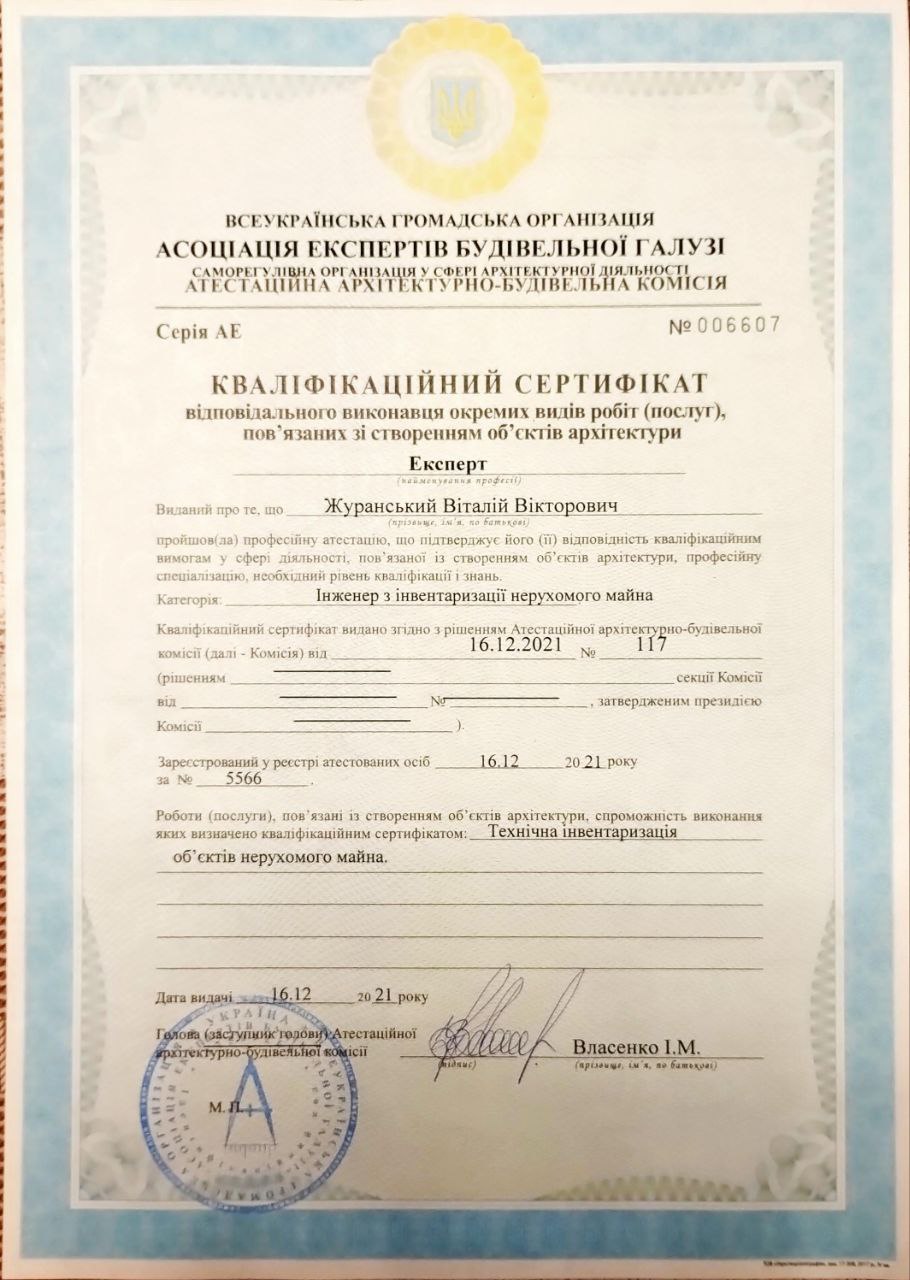 ВСЕУКРАЇНСЬКА ГРОМАДСЬКА ОРГАНІЗАЦІЯ
АСОЦІАЦІЯ ЕКСПЕРТІВ БУДІВЕЛЬНОЇ ГАЛУЗІ
САМОРЕГУЛІВНА ОРГАНІЗАЦІЯ У СФЕРІ АРХІТЕКТУРНОЇ ДІЯЛЬНОСТІ
АТЕСТАЦІЙНА АРХІТЕКТУРНО-БУДІВЕЛЬНА КОМІСІЯ
Серія АЕ № 006607
КВАЛІФІКАЦІЙНИЙ СЕРТИФІКАТ
відповідального виконавця окремих видів робіт (послуг),
пов’язаних зі створенням об’єктів архітектури
Експерт
(найменування професії)
Виданий про те, що Журанський Віталій Вікторович
(прізвище, ім’я, по батькові)
пройшов(ла) професійну атестацію, що підтверджує його (її) відповідність кваліфікаційним
вимогам у сфері діяльності, пов’язаної із створенням об’єктів архітектури, професійну
спеціалізацію, необхідний рівень кваліфікації і знань.
Категорія: Інженер з інвентаризації нерухомого майна
Кваліфікаційний сертифікат видано згідно з рішенням Атестаційної архітектурно-будівельної
комісії (далі - Комісія) від 16.12.2021 № 117
(рішенням секції Комісії
від № , затвердженим президією
Комісії ).
Зареєстрований у реєстрі атестованих осіб 16.12 20 21 року
за № 5566 .
Роботи (послуги), пов’язані із створенням об’єктів архітектури, спроможність виконання
яких визначено кваліфікаційним сертифікатом: Технічна інвентаризація
об’єктів нерухомого майна.
Дата видачі 16.12 20 21 року
Голова (заступник голови) Атестаційної
архітектурно-будівельної комісії Власенко І.М.
(підпис) (прізвище, ім’я, по батькові)
М. П.
УКРАЇНА